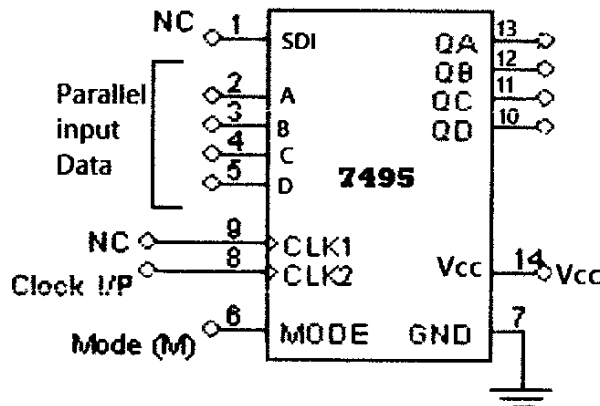 NC 1 SDI QA 13
QB 12
Parallel 2 A QC 11
input 3 B QD 10
Data 4 C
5 D
7495
NC 9 CLK1
Clock I/P 8 CLK2 Vcc 14 Vcc
Mode (M) 6 MODE GND 7